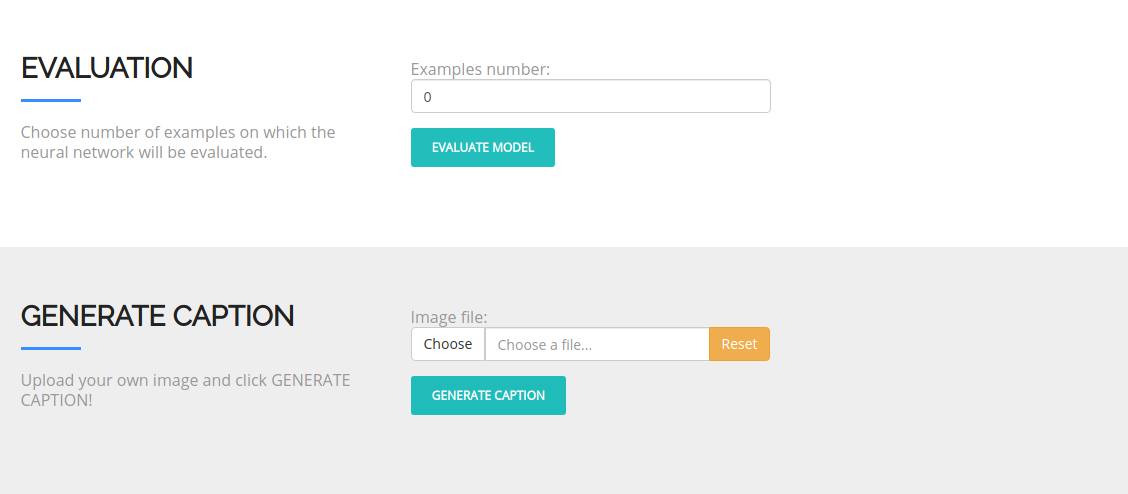 EVALUATION
Choose number of examples on which the
neural network will be evaluated.
Examples number:
0
EVALUATE MODEL
GENERATE CAPTION
Upload your own image and click GENERATE
CAPTION!
Image file:
Choose Choose a file... Reset
GENERATE CAPTION